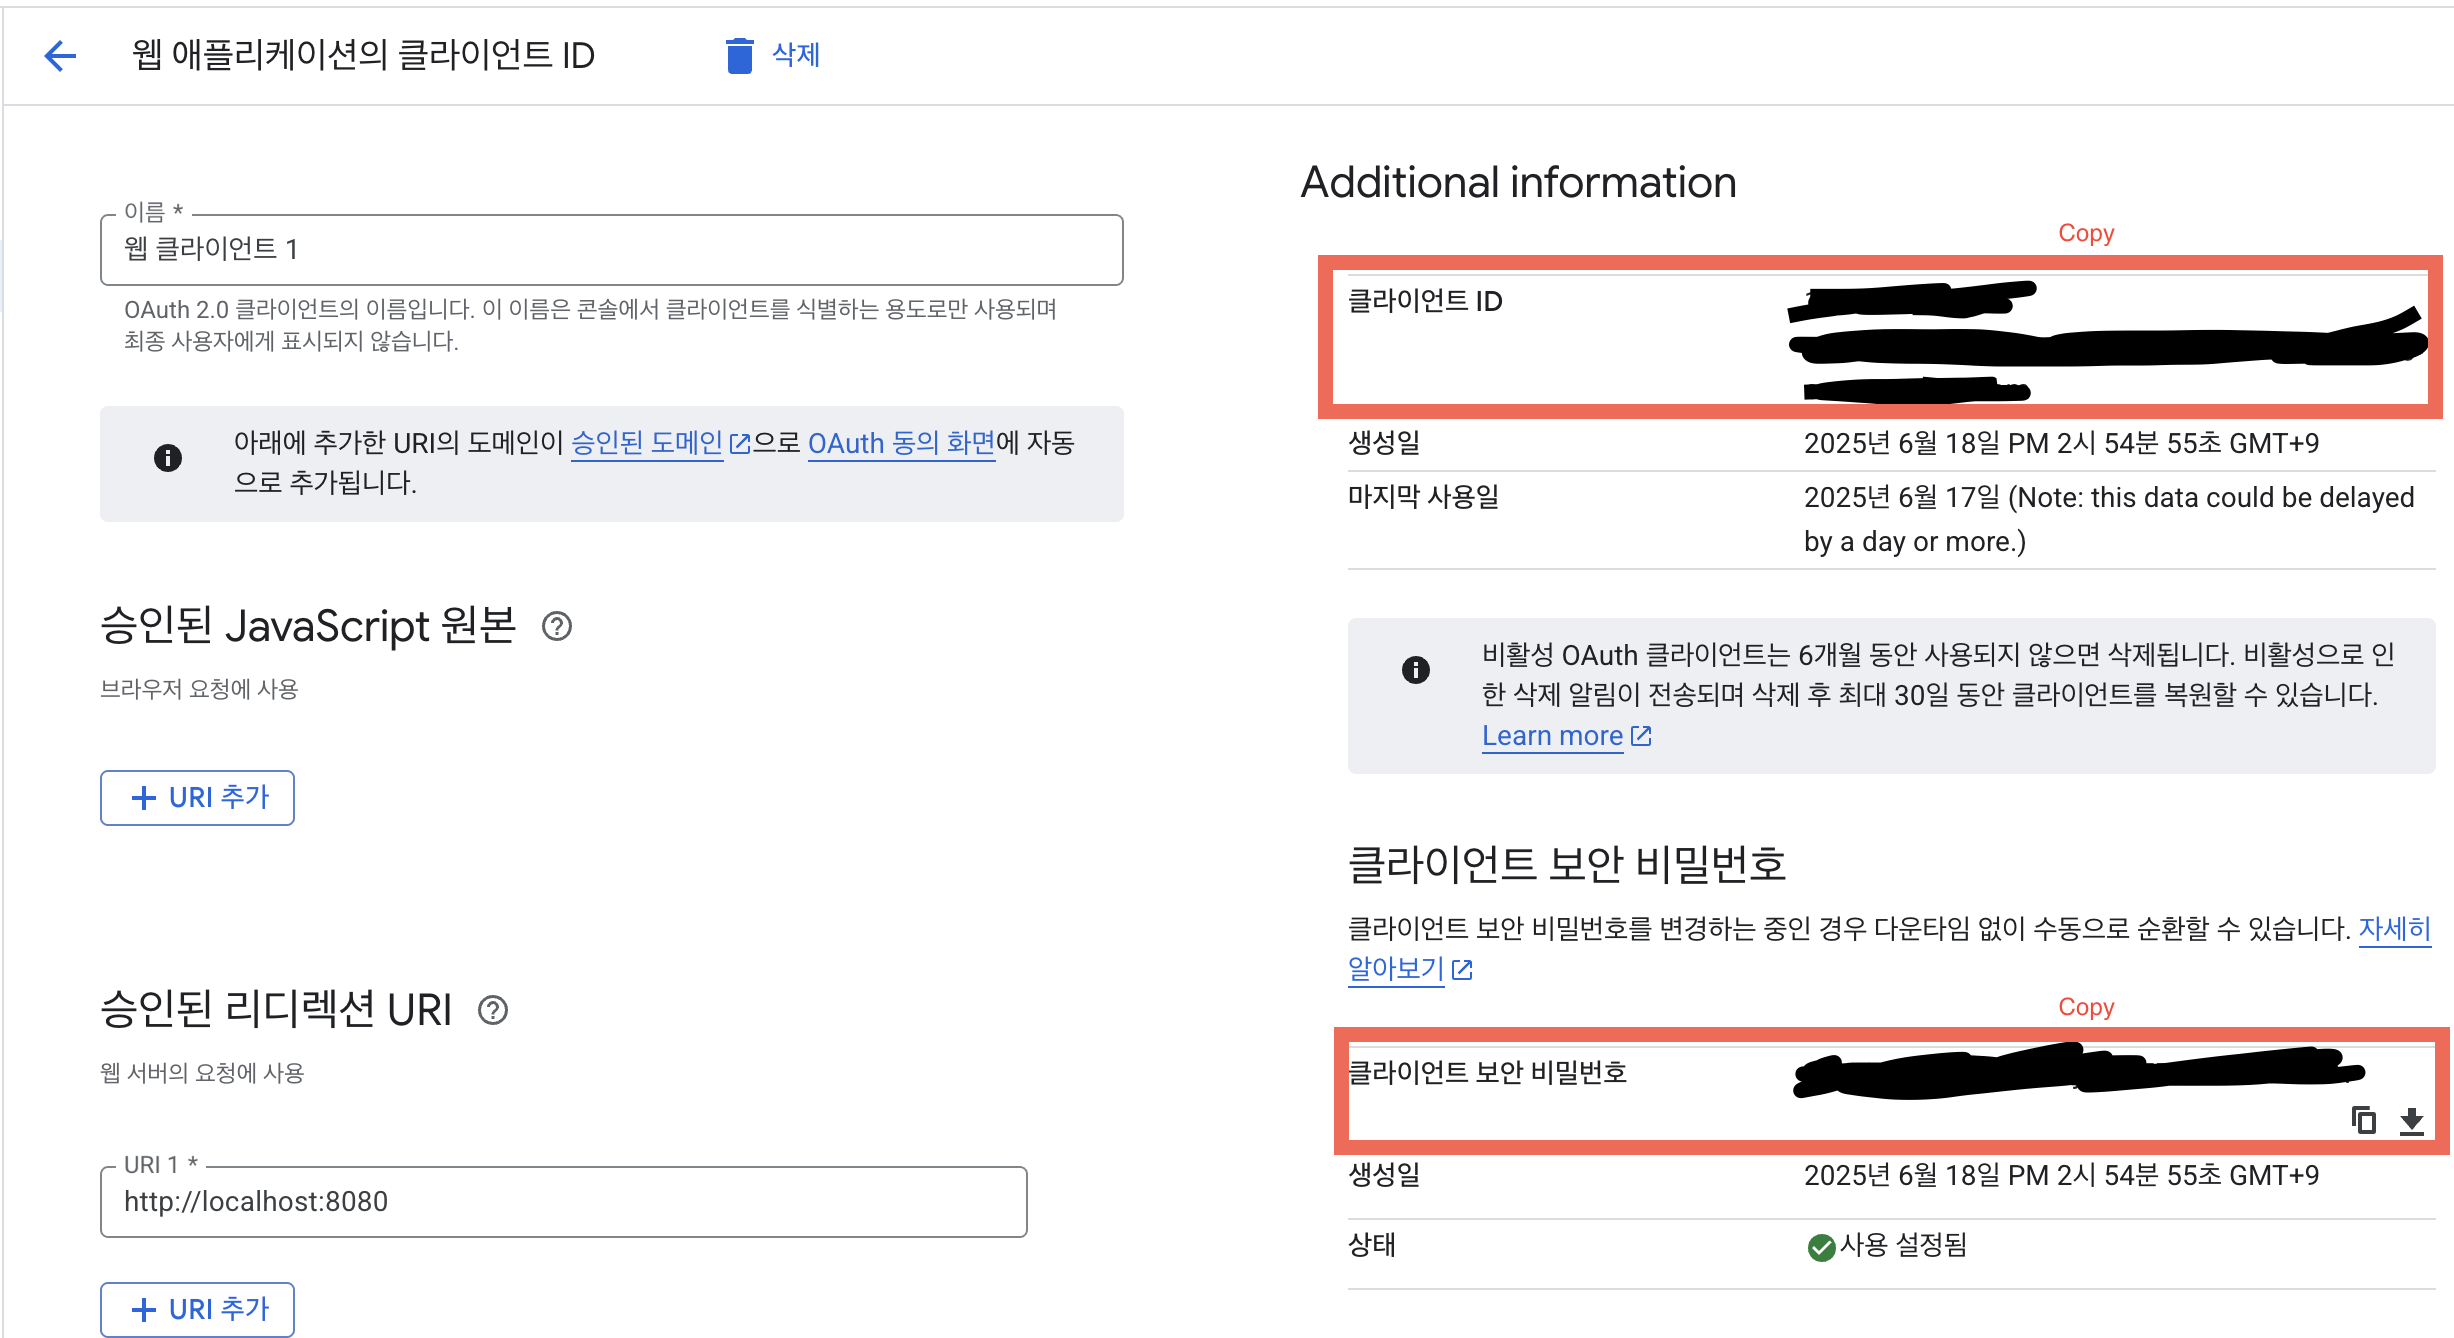 웹 애플리케이션의 클라이언트 ID
삭제
이름 *
웹 클라이언트 1
OAuth 2.0 클라이언트의 이름입니다. 이 이름은 콘솔에서 클라이언트를 식별하는 용도로만 사용되며
최종 사용자에게 표시되지 않습니다.
아래에 추가한 URI의 도메인이 승인된 도메인으로 OAuth 동의 화면에 자동
으로 추가됩니다.
승인된 JavaScript 원본
브라우저 요청에 사용
URI 추가
승인된 리디렉션 URI
웹 서버의 요청에 사용
URI 1 *
http://localhost:8080
URI 추가
Additional information
Copy
클라이언트 ID
생성일 2025년 6월 18일 PM 2시 54분 55초 GMT+9
마지막 사용일 2025년 6월 17일 (Note: this data could be delayed
by a day or more.)
비활성 OAuth 클라이언트는 6개월 동안 사용되지 않으면 삭제됩니다. 비활성으로 인
한 삭제 알림이 전송되며 삭제 후 최대 30일 동안 클라이언트를 복원할 수 있습니다.
Learn more
클라이언트 보안 비밀번호
클라이언트 보안 비밀번호를 변경하는 중인 경우 다운타임 없이 수동으로 순환할 수 있습니다. 자세히
알아보기
Copy
클라이언트 보안 비밀번호
생성일 2025년 6월 18일 PM 2시 54분 55초 GMT+9
상태 사용 설정됨